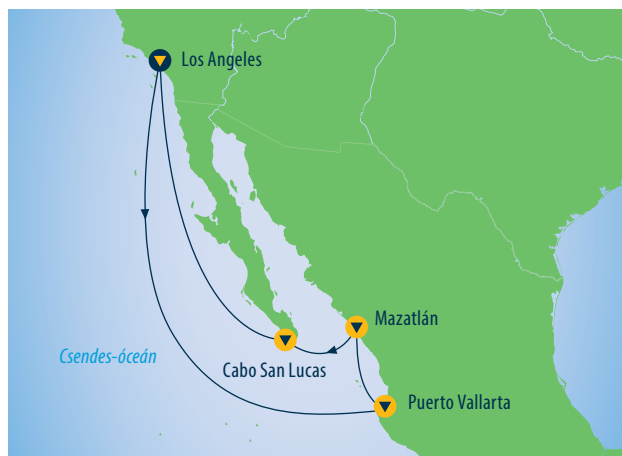 Los Angeles
Mazatlán
Csendes-óceán
Cabo San Lucas
Puerto Vallarta